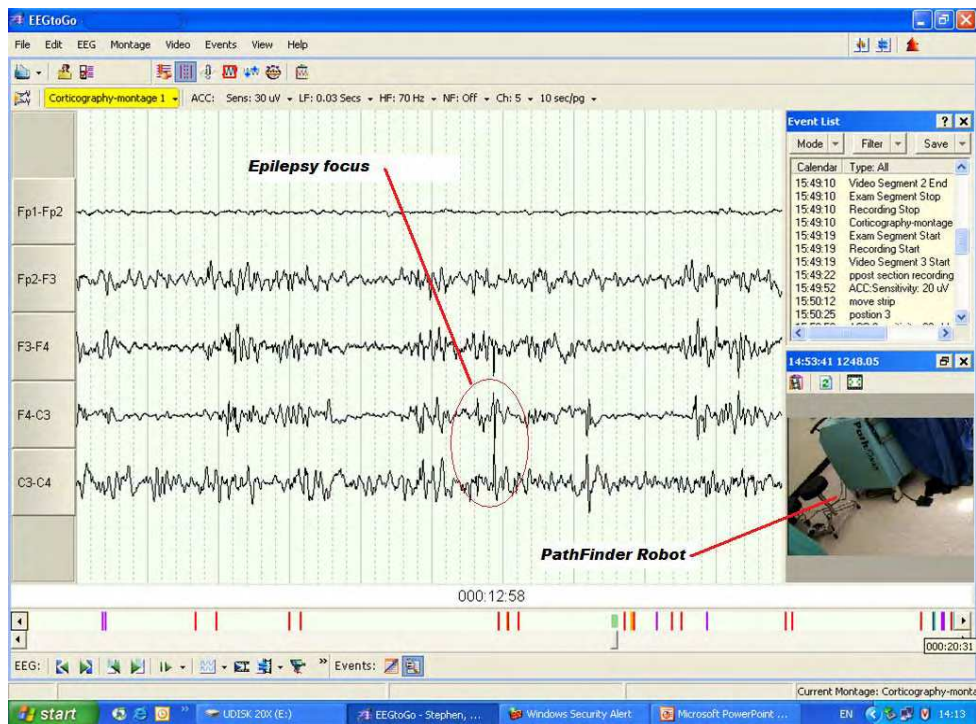 EEGtoGo
File Edit EEG Montage Video Events View Help
Corticography-montage 1 ACC: Sens: 30 uV LF: 0.03 Secs HF: 70 Hz NF: Off Ch: 5 10 sec/pg
Epilepsy focus
Fp1-Fp2
Fp2-F3
F3-F4
F4-C3
C3-C4
Event List
Mode Filter Save
Calendar Type: All
15:49:10 Video Segment 2 End
15:49:10 Exam Segment Stop
15:49:10 Recording Stop
15:49:10 Corticography-montage
15:49:19 Exam Segment Start
15:49:19 Recording Start
15:49:19 Video Segment 3 Start
15:49:22 ppost section recording
15:49:52 ACC:Sensitivity: 20 uV
15:50:12 move strip
15:50:25 postion 3
14:53:41 1248.05
PathFinder Robot
000:12:58
000:20:31
EEG: » Events:
Current Montage: Corticography-monta
start » UDISK 20X (E:) EEGtoGo - Stephen, ... Windows Security Alert Microsoft PowerPoint ... EN 14:13